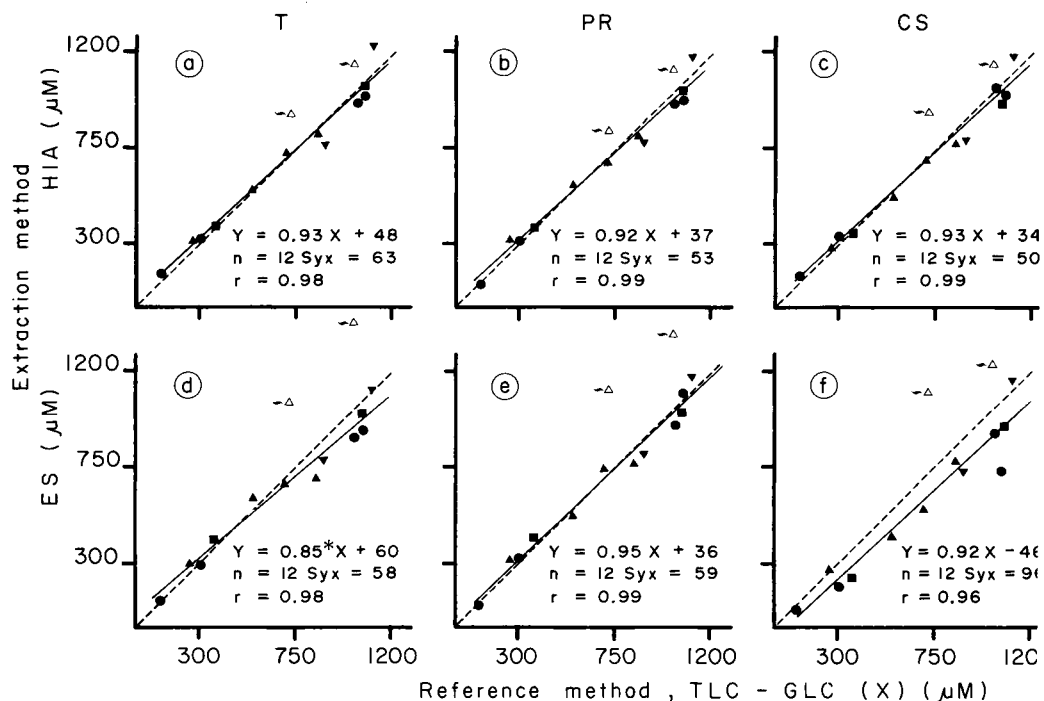 T PR CS
Extraction method
HIA (μM)
1200
750
300
a
Y = 0.93 X + 48
n = 12 Syx = 63
r = 0.98
b
Y = 0.92 X + 37
n = 12 Syx = 53
r = 0.99
c
Y = 0.93 X + 34
n = 12 Syx = 50
r = 0.99
ES (μM)
1200
750
300
d
Y = 0.85*X + 60
n = 12 Syx = 58
r = 0.98
e
Y = 0.95 X + 36
n = 12 Syx = 59
r = 0.99
f
Y = 0.92 X - 46
n = 12 Syx = 96
r = 0.96
300 750 1200 300 750 1200 300 750 120
Reference method , TLC - GLC (X) (μM)